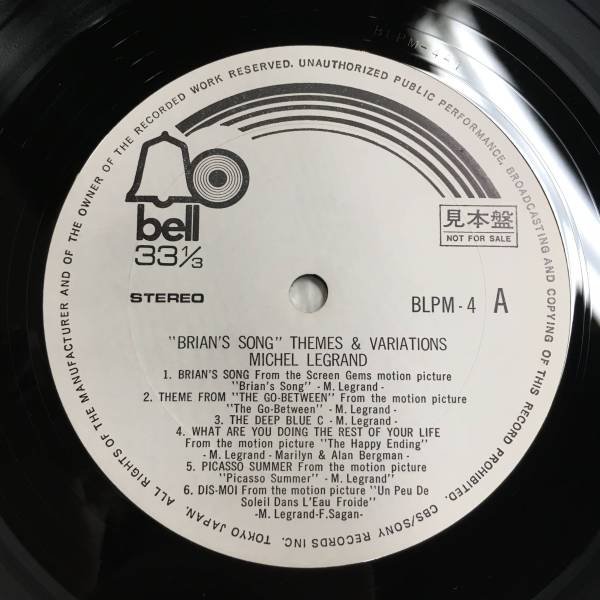 BLPM-4-
ALL RIGHTS OF THE MANUFACTURER AND OF THE OWNER OF THE RECORDED WORK RESERVED. UNAUTHORIZED PUBLIC PERFORMANCE, BROADCASTING AND COPYING OF THIS RECORD PROHIBITED. CBS/SONY RECORDS INC. TOKYO JAPAN.
bell
33 1/3
STEREO
見本盤
NOT FOR SALE
BLPM-4 A
"BRIAN'S SONG" THEMES & VARIATIONS
MICHEL LEGRAND
1. BRIAN'S SONG From the Screen Gems motion picture
"Brian's Song" -M. Legrand-
2. THEME FROM "THE GO-BETWEEN" From the motion picture
"The Go-Between" -M. Legrand-
3. THE DEEP BLUE C -M. Legrand-
4. WHAT ARE YOU DOING THE REST OF YOUR LIFE
From the motion picture "The Happy Ending"
-M. Legrand-Marilyn & Alan Bergman-
5. PICASSO SUMMER From the motion picture
"Picasso Summer" -M. Legrand"
6. DIS-MOI From the motion picture "Un Peu De
Soleil Dans L'Eau Froide"
-M. Legrand-F.Sagan-